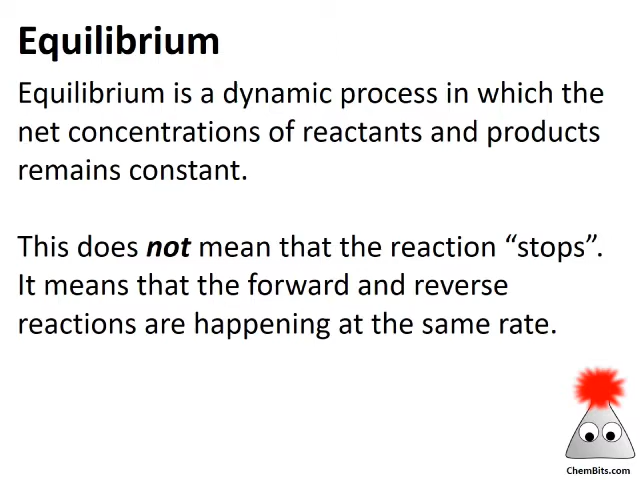 Equilibrium
Equilibrium is a dynamic process in which the
net concentrations of reactants and products
remains constant.
This does not mean that the reaction “stops”.
It means that the forward and reverse
reactions are happening at the same rate.
ChemBits.com